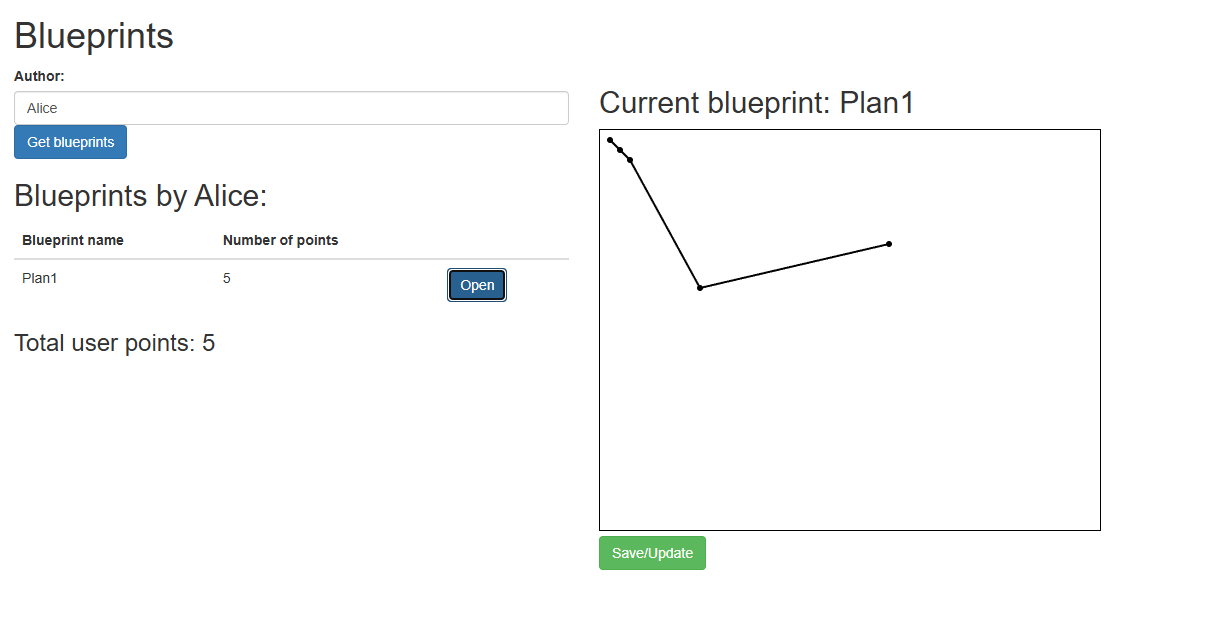 Blueprints
Author:
Alice
Get blueprints
Blueprints by Alice:
Blueprint name Number of points
Plan1 5 Open
Total user points: 5
Current blueprint: Plan1
Save/Update